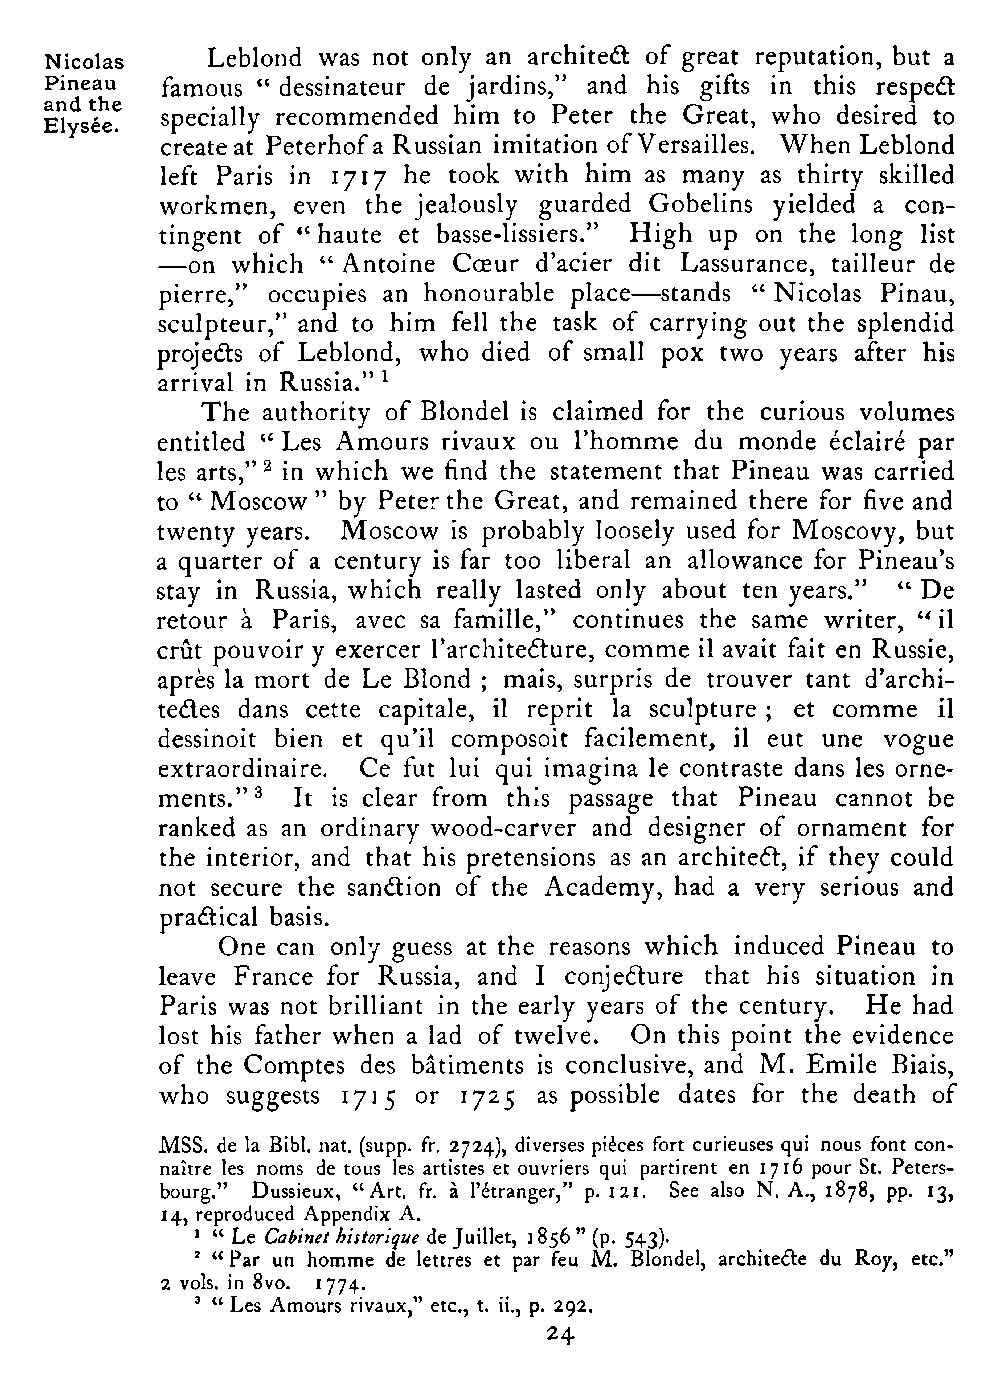 Nicolas
Pineau
and the
Elysée.
Leblond was not only an architect of great reputation, but a
famous “ dessinateur de jardins,” and his gifts in this respect
specially recommended him to Peter the Great, who desired to
create at Peterhof a Russian imitation of Versailles. When Leblond
left Paris in 1717 he took with him as many as thirty skilled
workmen, even the jealously guarded Gobelins yielded a con-
tingent of “ haute et basse-lissiers.” High up on the long list
—on which “ Antoine Cœur d’acier dit Lassurance, tailleur de
pierre,” occupies an honourable place—stands “ Nicolas Pinau,
sculpteur,” and to him fell the task of carrying out the splendid
projects of Leblond, who died of small pox two years after his
arrival in Russia.” 1
The authority of Blondel is claimed for the curious volumes
entitled “ Les Amours rivaux ou l’homme du monde éclairé par
les arts,” 2 in which we find the statement that Pineau was carried
to “ Moscow ” by Peter the Great, and remained there for five and
twenty years. Moscow is probably loosely used for Moscovy, but
a quarter of a century is far too liberal an allowance for Pineau’s
stay in Russia, which really lasted only about ten years.” “ De
retour à Paris, avec sa famille,” continues the same writer, “ il
crût pouvoir y exercer l’architecture, comme il avait fait en Russie,
après la mort de Le Blond ; mais, surpris de trouver tant d’archi-
tectes dans cette capitale, il reprit la sculpture ; et comme il
dessinoit bien et qu’il composoit facilement, il eut une vogue
extraordinaire. Ce fut lui qui imagina le contraste dans les orne-
ments.” 3 It is clear from this passage that Pineau cannot be
ranked as an ordinary wood-carver and designer of ornament for
the interior, and that his pretensions as an architect, if they could
not secure the sanction of the Academy, had a very serious and
practical basis.
One can only guess at the reasons which induced Pineau to
leave France for Russia, and I conjecture that his situation in
Paris was not brilliant in the early years of the century. He had
lost his father when a lad of twelve. On this point the evidence
of the Comptes des bâtiments is conclusive, and M. Emile Biais,
who suggests 1715 or 1725 as possible dates for the death of
MSS. de la Bibl. nat. (supp. fr. 2724), diverses pièces fort curieuses qui nous font con-
naître les noms de tous les artistes et ouvriers qui partirent en 1716 pour St. Peters-
bourg.” Dussieux, “ Art. fr. à l’étranger,” p. 121. See also N. A., 1878, pp. 13,
14, reproduced Appendix A.
1 “ Le Cabinet historique de Juillet, 1856 ” (p. 543).
2 “ Par un homme de lettres et par feu M. Blondel, architecte du Roy, etc.”
2 vols. in 8vo. 1774.
3 “ Les Amours rivaux,” etc., t. ii., p. 292.
24